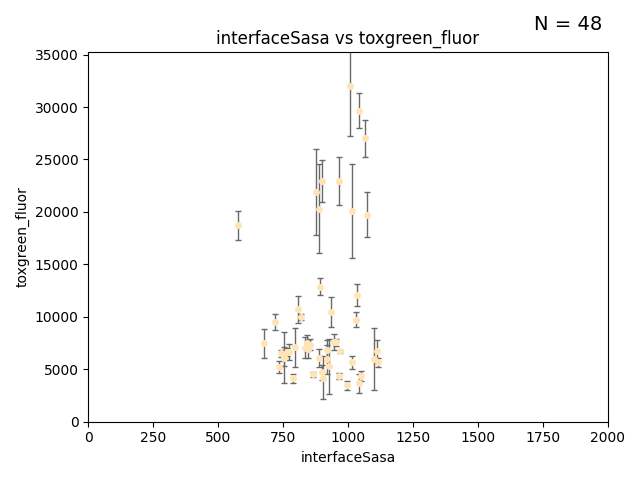 N = 48
interfaceSasa vs toxgreen_fluor
35000
30000
25000
20000
15000
10000
5000
0
toxgreen_fluor
0 250 500 750 1000 1250 1500 1750 2000
interfaceSasa